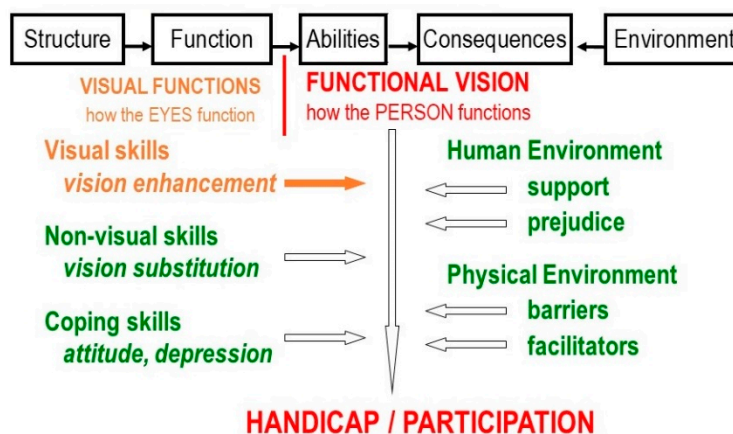 Structure Function Abilities Consequences Environment
VISUAL FUNCTIONS
how the EYES function
FUNCTIONAL VISION
how the PERSON functions
Visual skills
vision enhancement
Non-visual skills
vision substitution
Coping skills
attitude, depression
Human Environment
support
prejudice
Physical Environment
barriers
facilitators
HANDICAP / PARTICIPATION